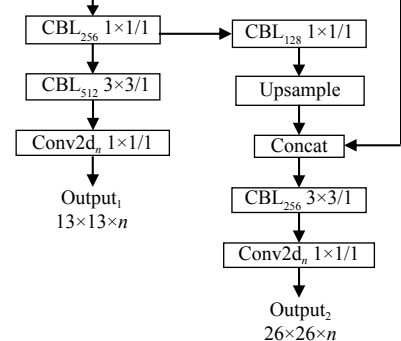 CBL₂₅₆ 1×1/1
CBL₅₁₂ 3×3/1
Conv2dₙ 1×1/1
Output₁
13×13×n
CBL₁₂₈ 1×1/1
Upsample
Concat
CBL₂₅₆ 3×3/1
Conv2dₙ 1×1/1
Output₂
26×26×n